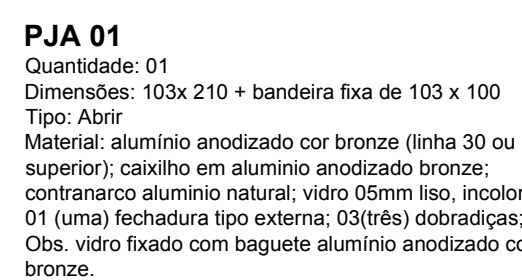 PJA 01
Quantidade: 01
Dimensões: 103x 210 + bandeira fixa de 103 x 100
Tipo: Abrir
Material: alumínio anodizado cor bronze (linha 30 ou
superior); caixilho em aluminio anodizado bronze;
contranarco aluminio natural; vidro 05mm liso, incolor
01 (uma) fechadura tipo externa; 03(três) dobradiças;
Obs. vidro fixado com baguete alumínio anodizado
bronze.